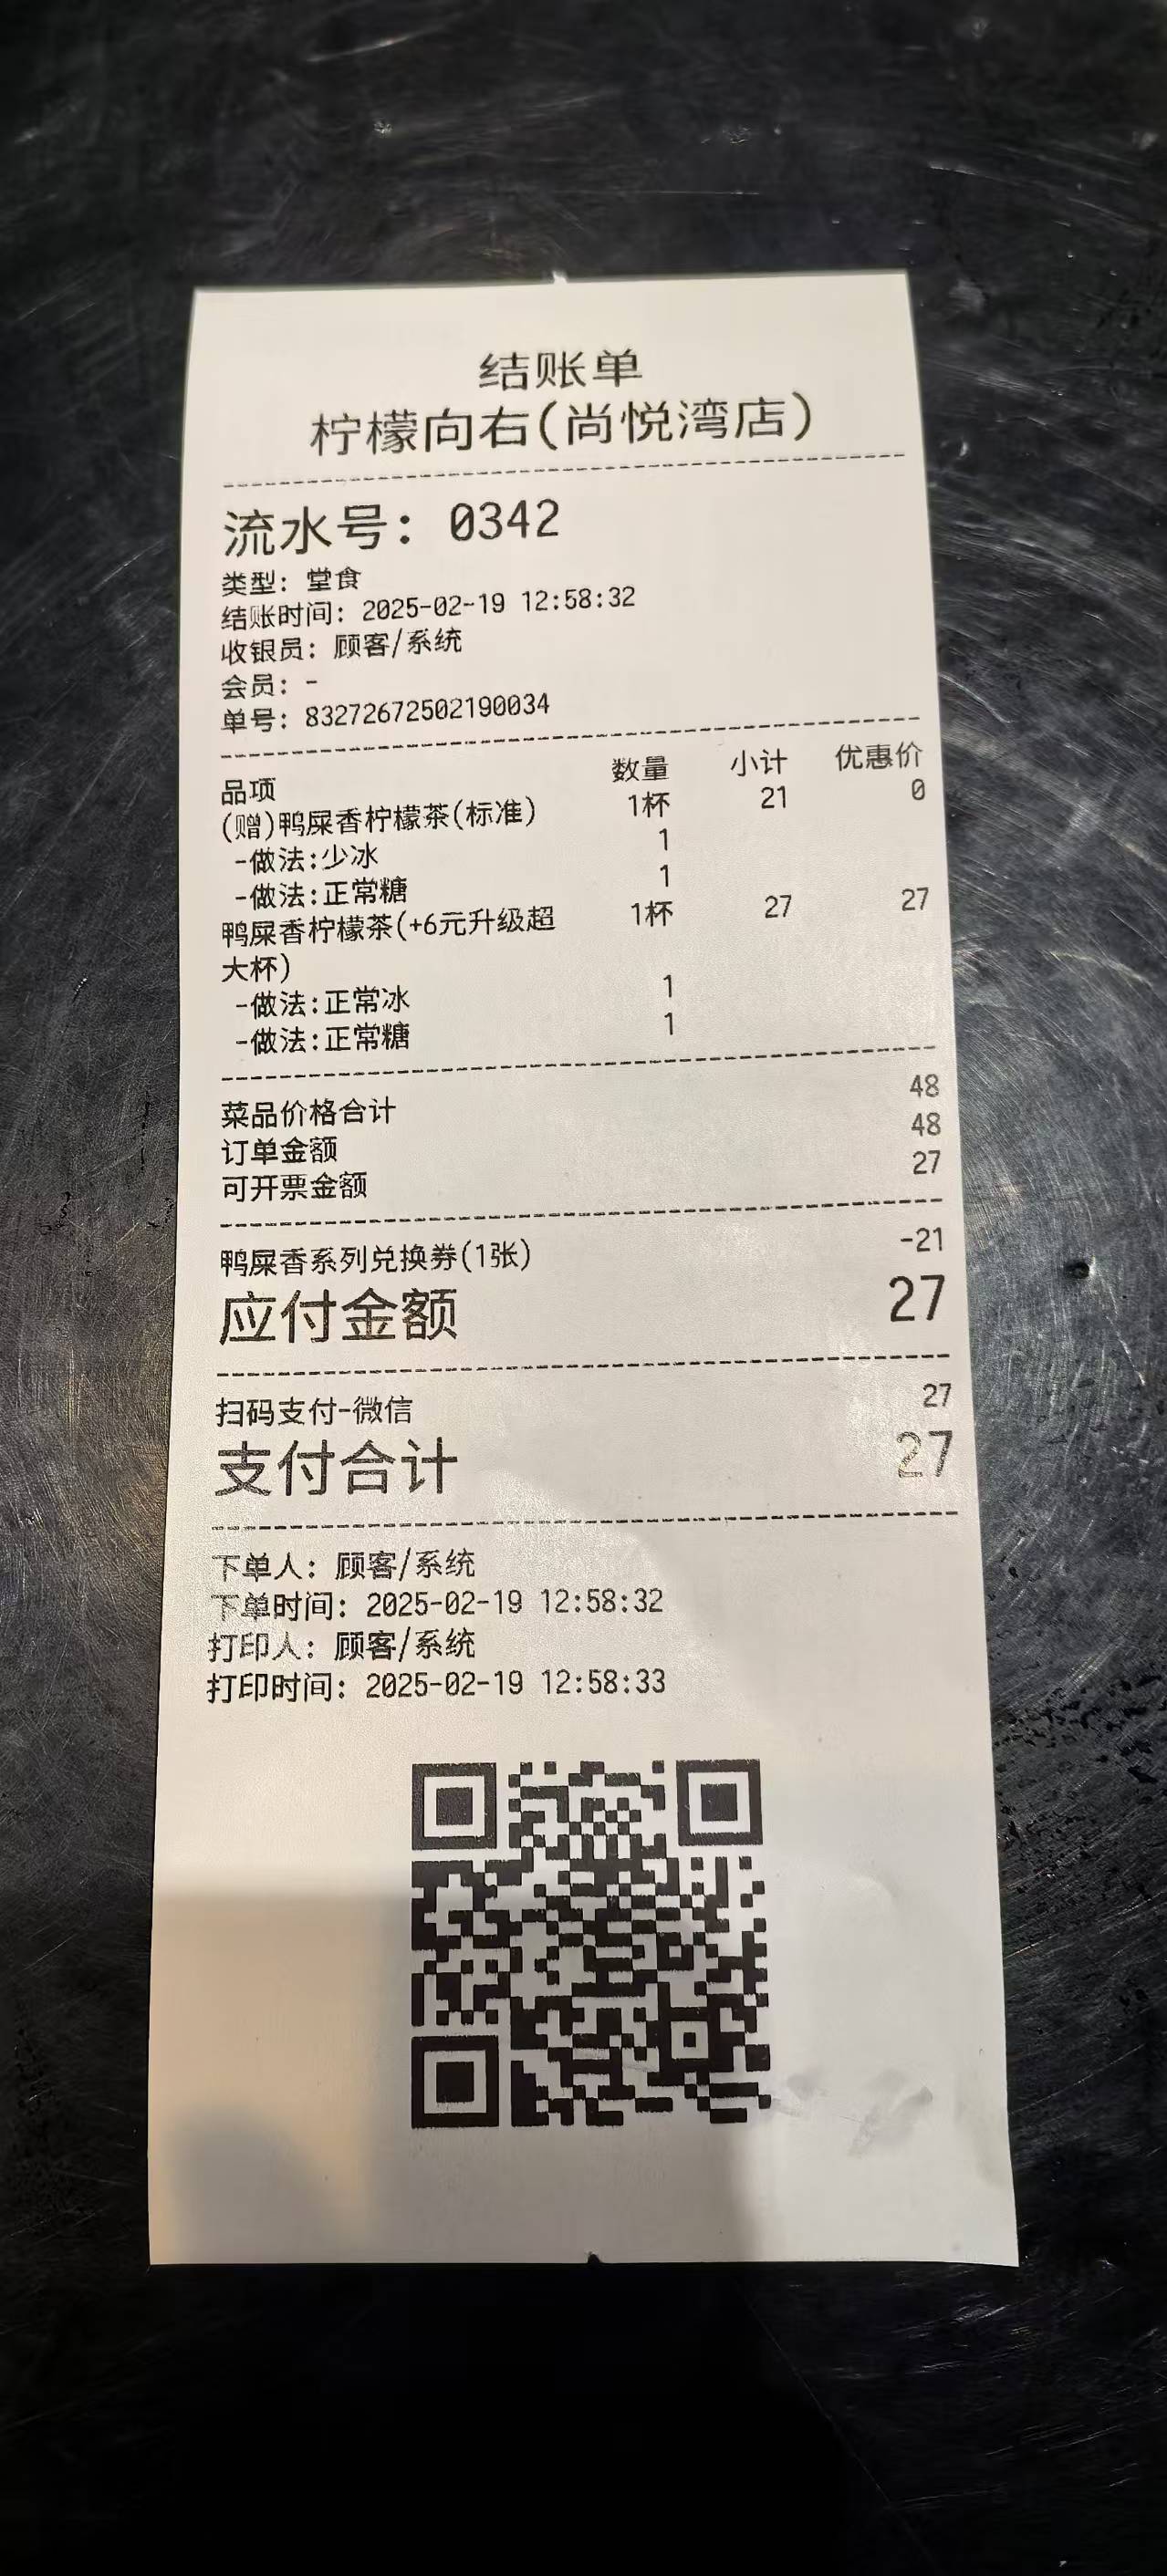 结账单
柠檬向右(尚悦湾店)
流水号: 0342
类型: 堂食
结账时间: 2025-02-19 12:58:32
收银员: 顾客/系统
会员: -
单号: 83272672502190034
品项 数量 小计 优惠价
(赠)鸭屎香柠檬茶(标准) 1杯 21 0
-做法:少冰 1
-做法:正常糖 1
鸭屎香柠檬茶(+6元升级超 1杯 27 27
大杯)
-做法:正常冰 1
-做法:正常糖 1
菜品价格合计 48
订单金额 48
可开票金额 27
鸭屎香系列兑换券(1张) -21
应付金额 27
扫码支付-微信 27
支付合计 27
下单人: 顾客/系统
下单时间: 2025-02-19 12:58:32
打印人: 顾客/系统
打印时间: 2025-02-19 12:58:33